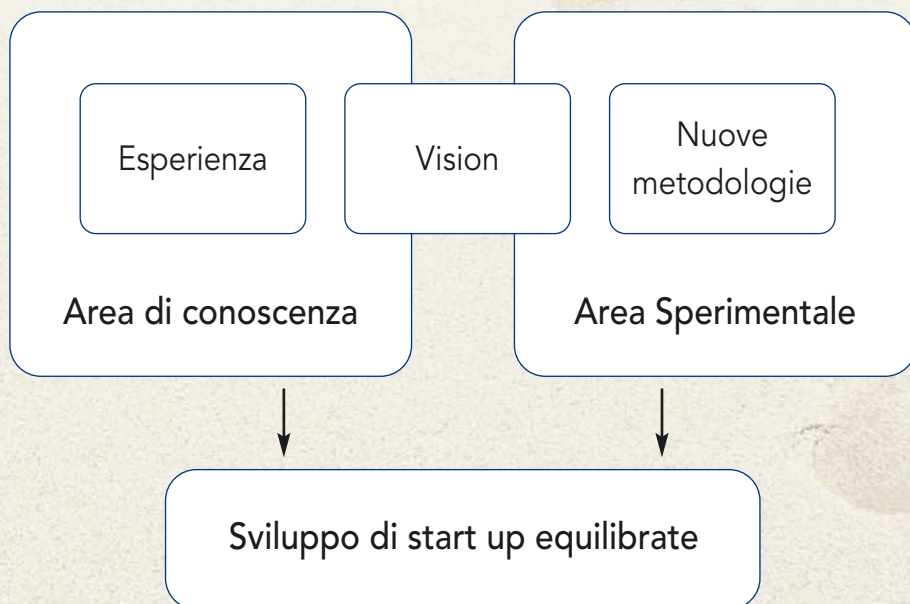 Esperienza
Vision
Nuove
metodologie
Area di conoscenza
Area Sperimentale
Sviluppo di start up equilibrate